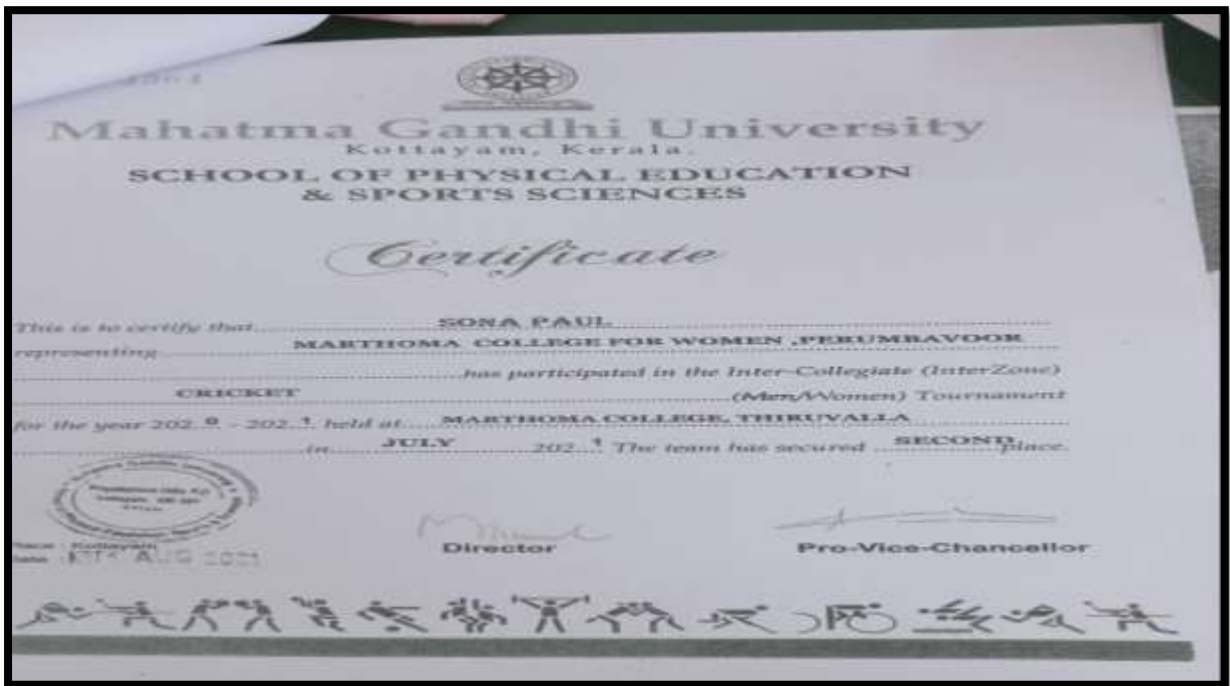 Mahatma Gandhi University
Kottayam, Kerala.
SCHOOL OF PHYSICAL EDUCATION
& SPORTS SCIENCES
Certificate
This is to certify that SONA PAUL
representing MARTHOMA COLLEGE FOR WOMEN ,PERUMBAVOOR
has participated in the Inter-Collegiate (InterZone)
CRICKET (Men/Women) Tournament
for the year 202 0 - 202 1 held at MARTHOMA COLLEGE, THIRUVALLA
in JULY 202 1 The team has secured SECOND place.
Kottayam
AUG 2021
Director
Pro-Vice-Chancellor